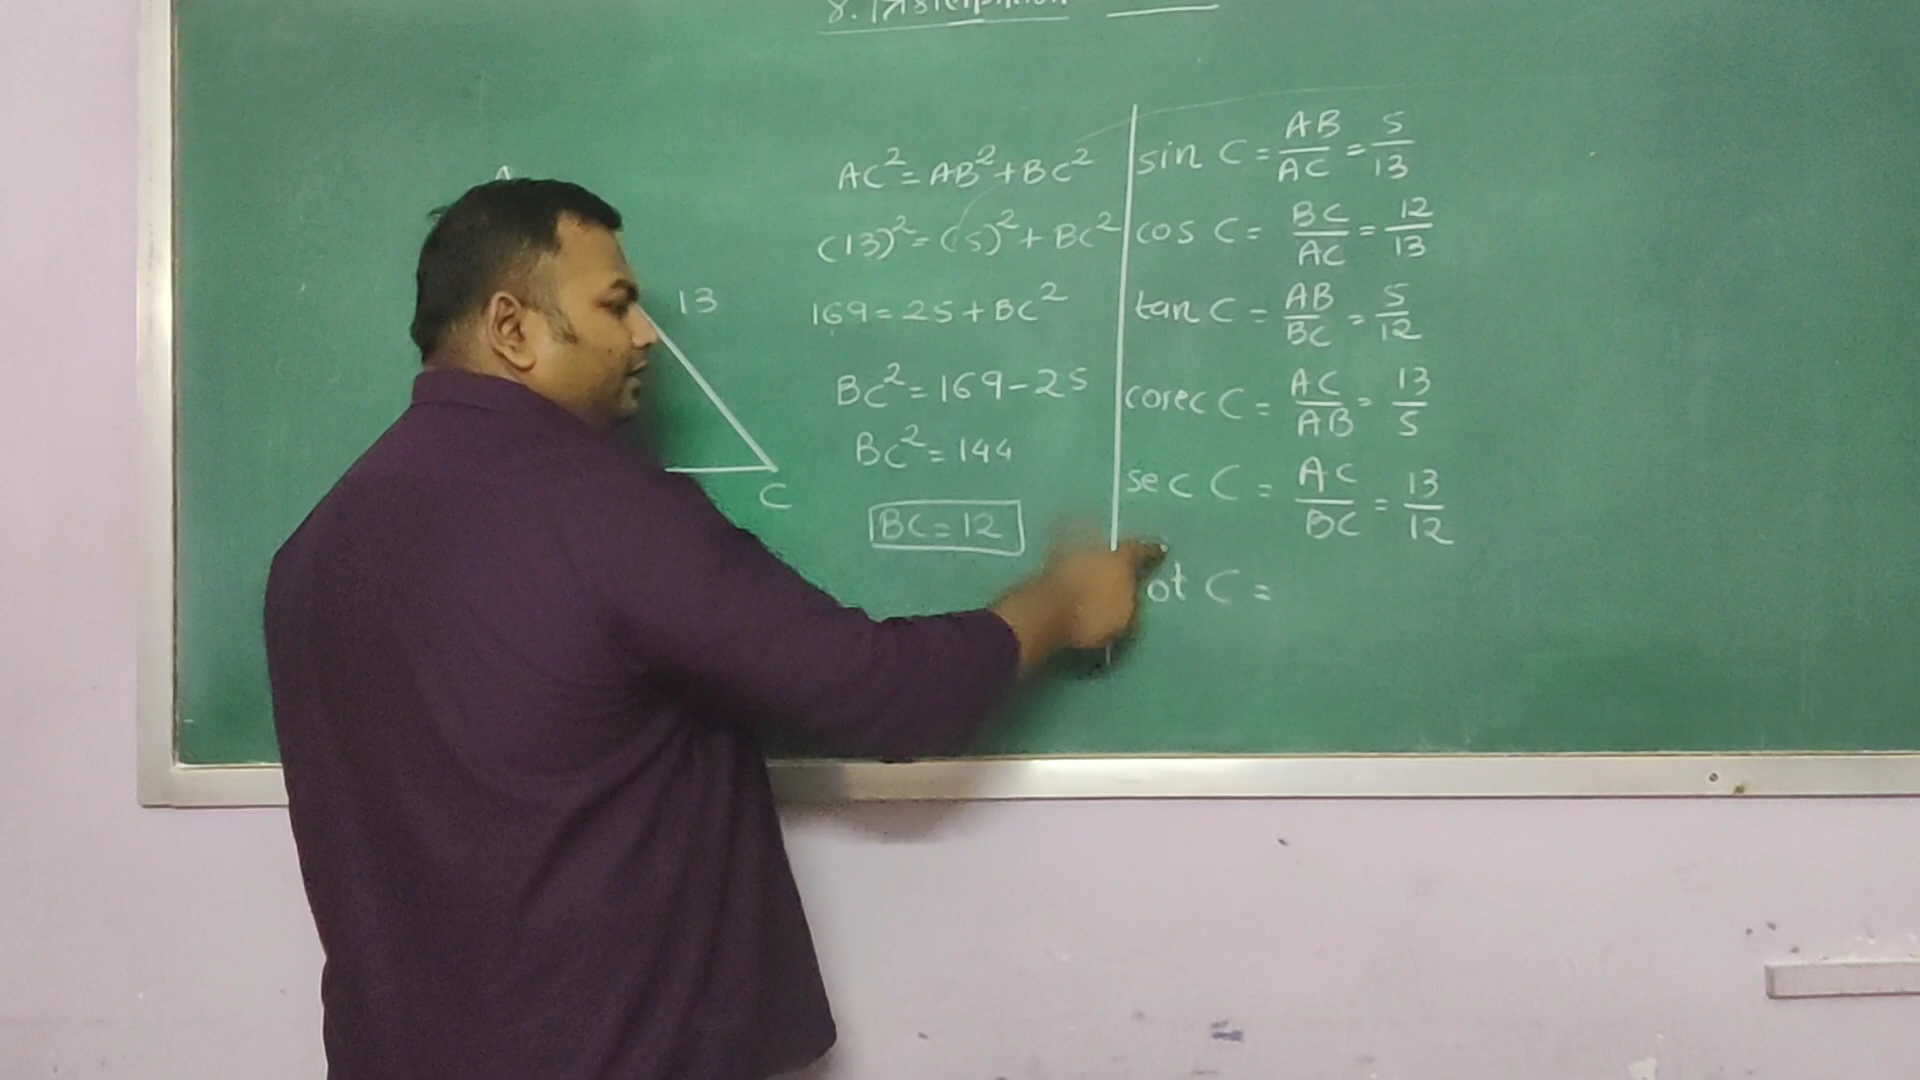 8.
A
13
C
AC² = AB² + BC²
(13)² = (5)² + BC²
169 = 25 + BC²
BC² = 169 - 25
BC² = 144
BC = 12
sin C = AB/AC = 5/13
cos C = BC/AC = 12/13
tan C = AB/BC = 5/12
cosec C = AC/AB = 13/5
sec C = AC/BC = 13/12
ot C =